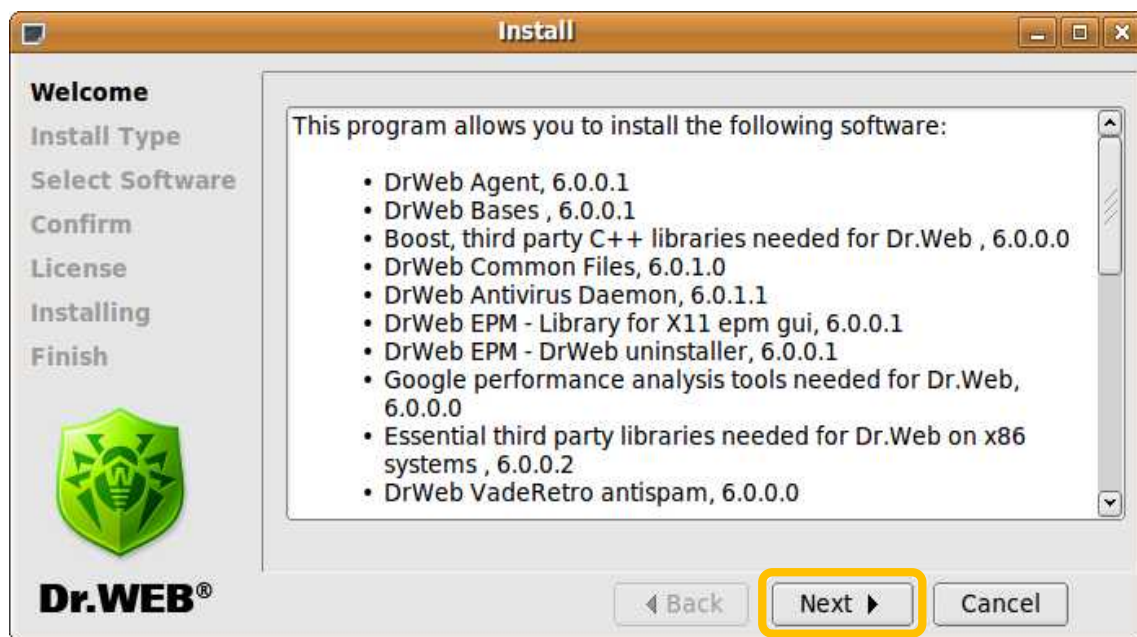 Install
Welcome
Install Type
Select Software
Confirm
License
Installing
Finish
This program allows you to install the following software:
• DrWeb Agent, 6.0.0.1
• DrWeb Bases , 6.0.0.1
• Boost, third party C++ libraries needed for Dr.Web , 6.0.0.0
• DrWeb Common Files, 6.0.1.0
• DrWeb Antivirus Daemon, 6.0.1.1
• DrWeb EPM - Library for X11 epm gui, 6.0.0.1
• DrWeb EPM - DrWeb uninstaller, 6.0.0.1
• Google performance analysis tools needed for Dr.Web,
6.0.0.0
• Essential third party libraries needed for Dr.Web on x86
systems , 6.0.0.2
• DrWeb VadeRetro antispam, 6.0.0.0
Dr.WEB®
Back
Next
Cancel